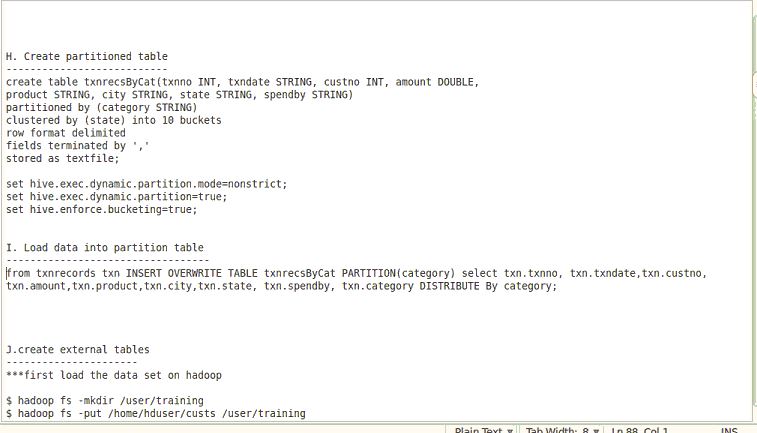 H. Create partitioned table
---------------------------
create table txnrecsByCat(txnno INT, txndate STRING, custno INT, amount DOUBLE,
product STRING, city STRING, state STRING, spendby STRING)
partitioned by (category STRING)
clustered by (state) into 10 buckets
row format delimited
fields terminated by ','
stored as textfile;
set hive.exec.dynamic.partition.mode=nonstrict;
set hive.exec.dynamic.partition=true;
set hive.enforce.bucketing=true;
I. Load data into partition table
----------------------------------
from txnrecords txn INSERT OVERWRITE TABLE txnrecsByCat PARTITION(category) select txn.txnno, txn.txndate,txn.custno,
txn.amount,txn.product,txn.city,txn.state, txn.spendby, txn.category DISTRIBUTE By category;
J.create external tables
----------------------
***first load the data set on hadoop
$ hadoop fs -mkdir /user/training
$ hadoop fs -put /home/hduser/custs /user/training
Plain Text Tab Width: 8 Ln 88, Col 1 INS